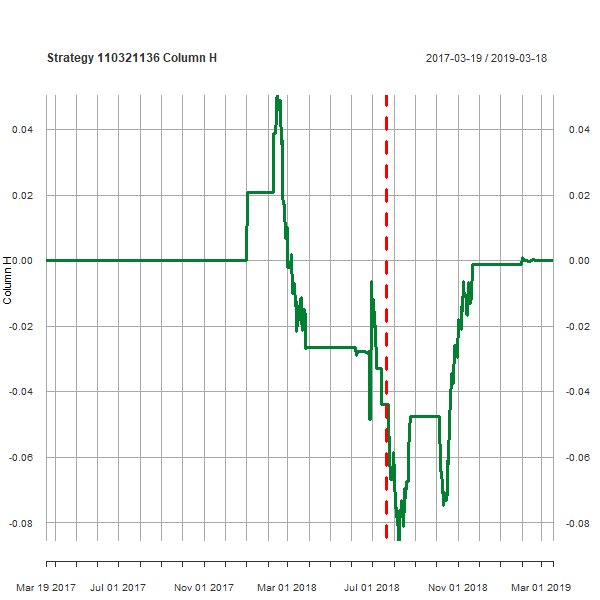 Strategy 110321136 Column H
2017-03-19 / 2019-03-18
0.04 0.04
0.02 0.02
0.00 0.00
-0.02 -0.02
-0.04 -0.04
-0.06 -0.06
-0.08 -0.08
Column H
Mar 19 2017 Jul 01 2017 Nov 01 2017 Mar 01 2018 Jul 01 2018 Nov 01 2018 Mar 01 2019